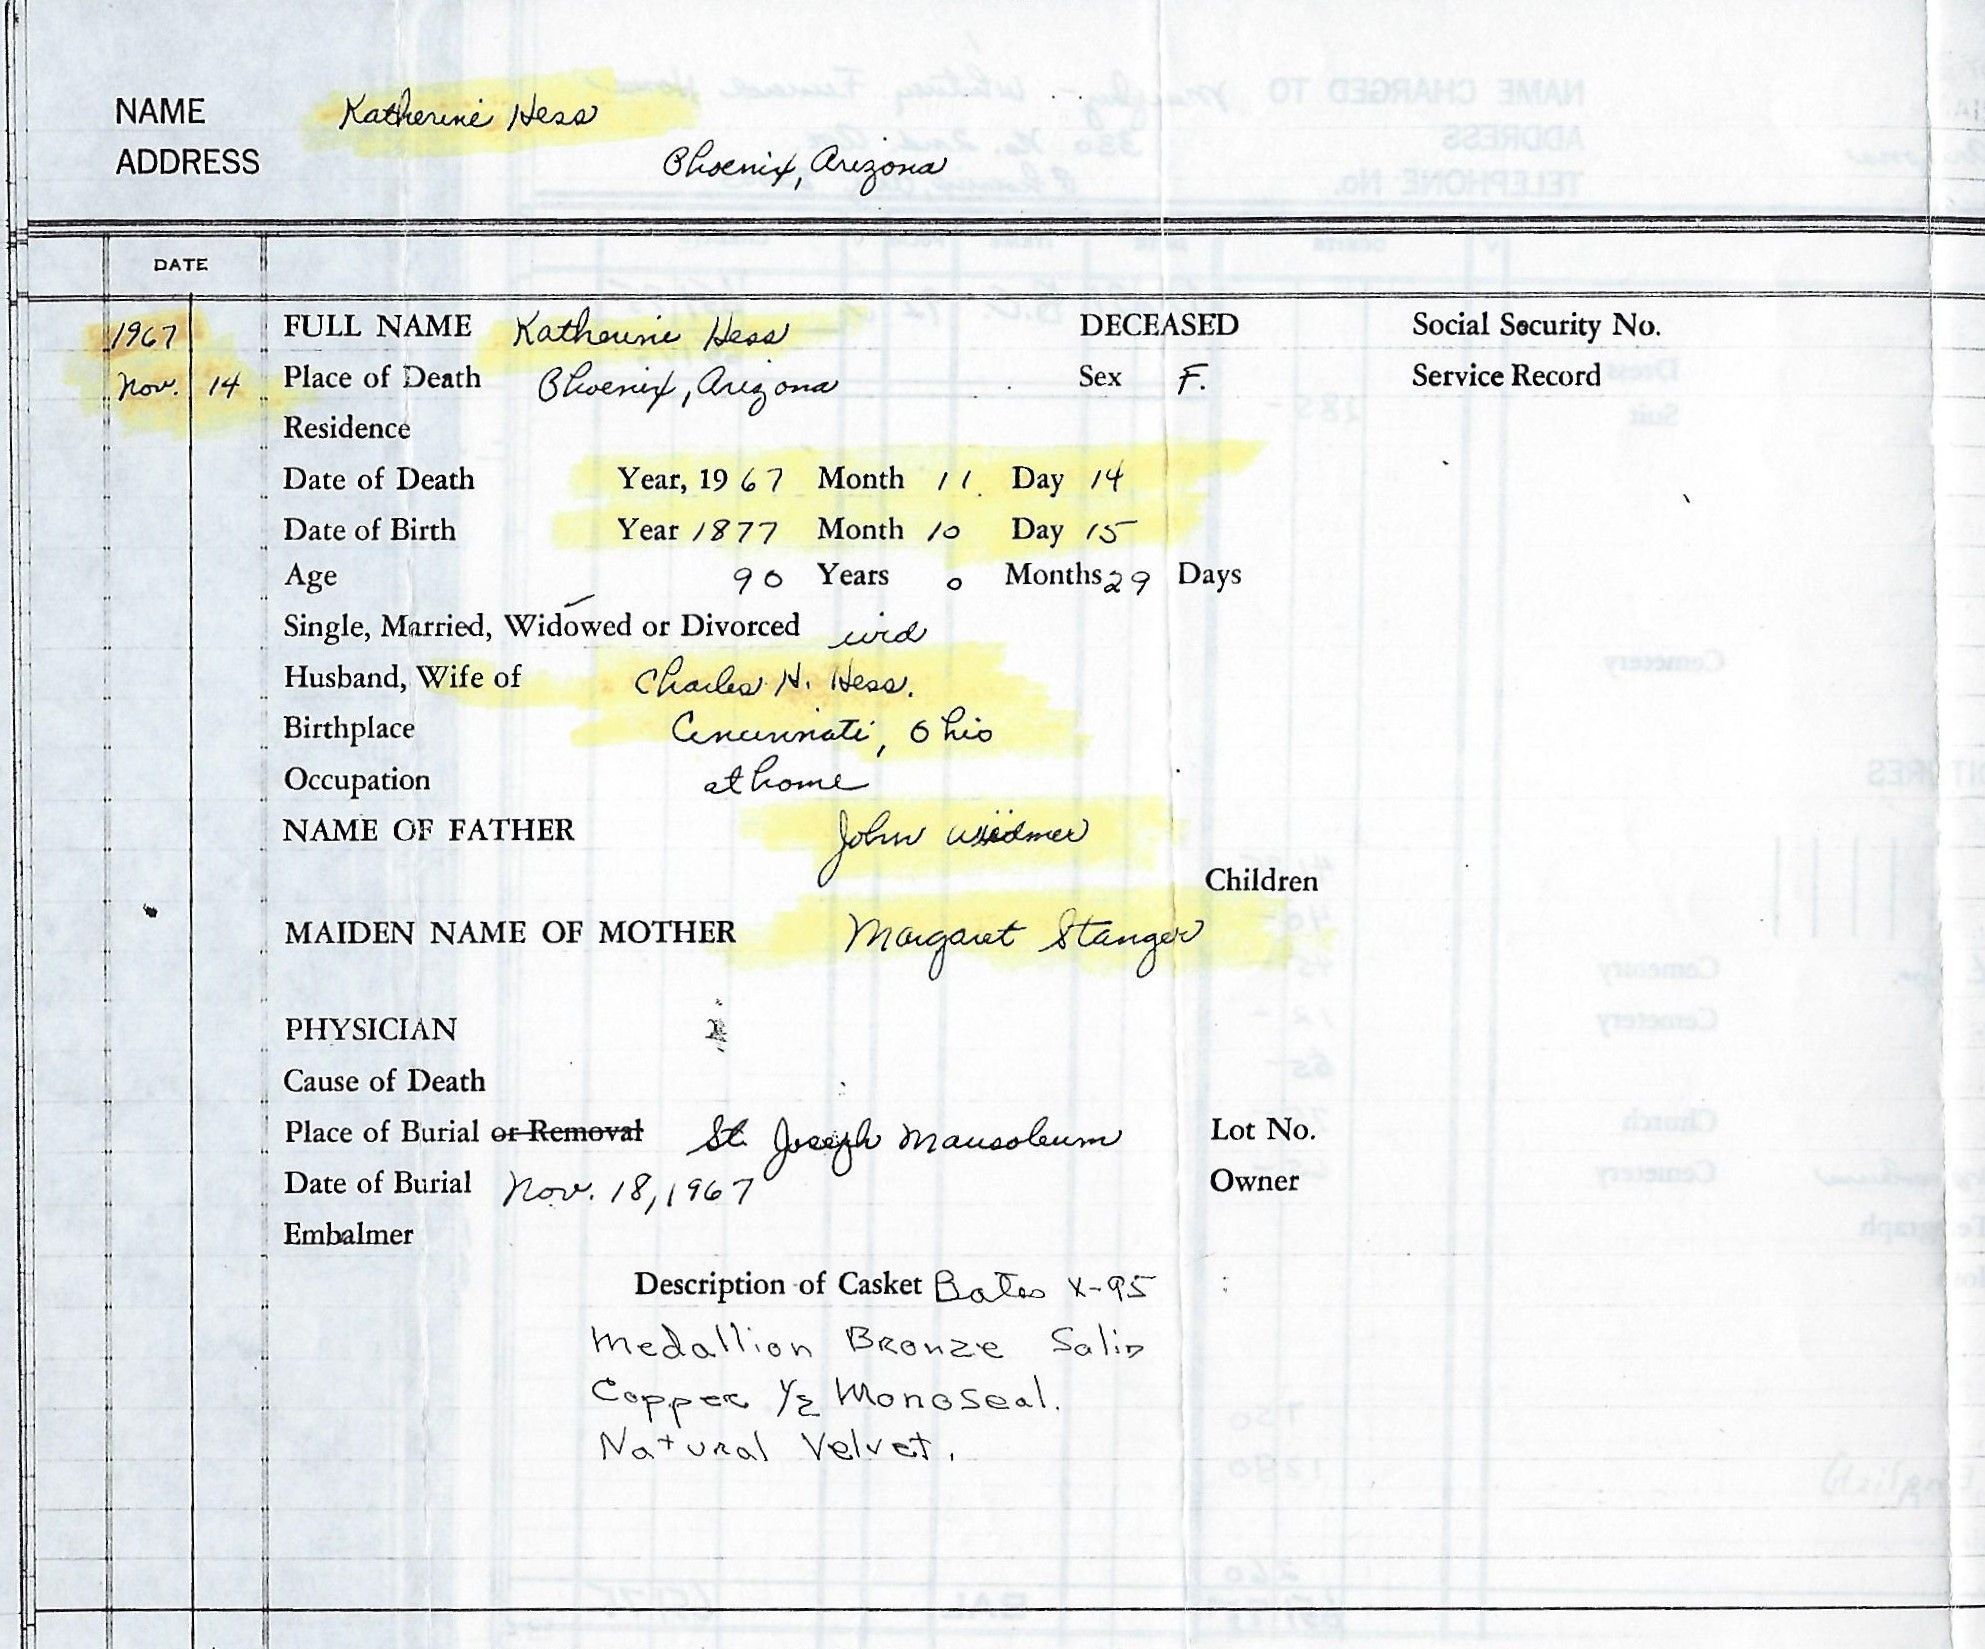 NAME Katherine Hess
ADDRESS Phoenix, Arizona
DATE
1967 FULL NAME Katherine Hess DECEASED Social Security No.
Nov. 14 Place of Death Phoenix, Arizona Sex F. Service Record
Residence
Date of Death Year, 1967 Month 11 Day 14
Date of Birth Year 1877 Month 10 Day 15
Age 90 Years 0 Months 29 Days
Single, Married, Widowed or Divorced wid
Husband, Wife of Charles H. Hess.
Birthplace Cincinnati, Ohio
Occupation at home
NAME OF FATHER John Widmer
Children
MAIDEN NAME OF MOTHER Margaret Stanger
PHYSICIAN
Cause of Death
Place of Burial or Removal St. Joseph Mausoleum Lot No.
Date of Burial Nov. 18, 1967 Owner
Embalmer
Description of Casket Bates X-95
Medallion Bronze Salid
Copper 1/2 Monoseal.
Natural Velvet.